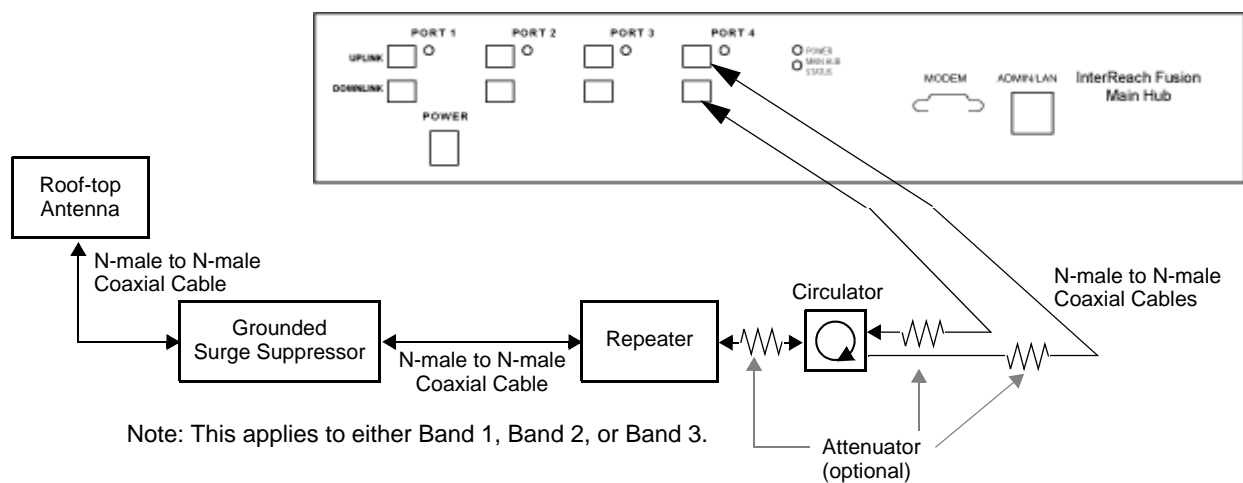 PORT 1 PORT 2 PORT 3 PORT 4
UPLINK
DOWNLINK
POWER
POWER
MAIN HUB
STATUS
MODEM
ADMIN/LAN
InterReach Fusion
Main Hub
Roof-top
Antenna
N-male to N-male
Coaxial Cable
Grounded
Surge Suppressor
N-male to N-male
Coaxial Cable
Repeater
Circulator
N-male to N-male
Coaxial Cables
Note: This applies to either Band 1, Band 2, or Band 3.
Attenuator
(optional)